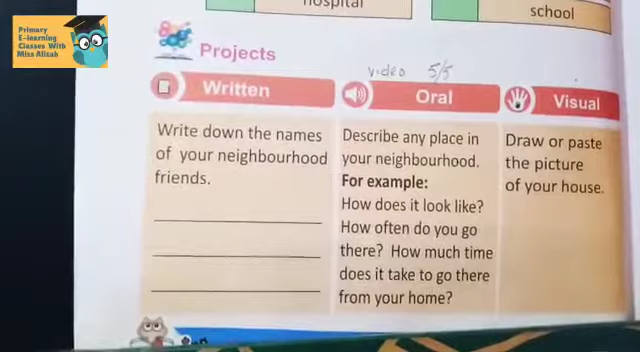 Primary
E-learning
Classes With
Miss Alizah
hospital
school
Projects
video 5/5
Written
Oral
Visual
Write down the names
of your neighbourhood
friends.
Describe any place in
your neighbourhood.
For example:
How does it look like?
How often do you go
there? How much time
does it take to go there
from your home?
Draw or paste
the picture
of your house.